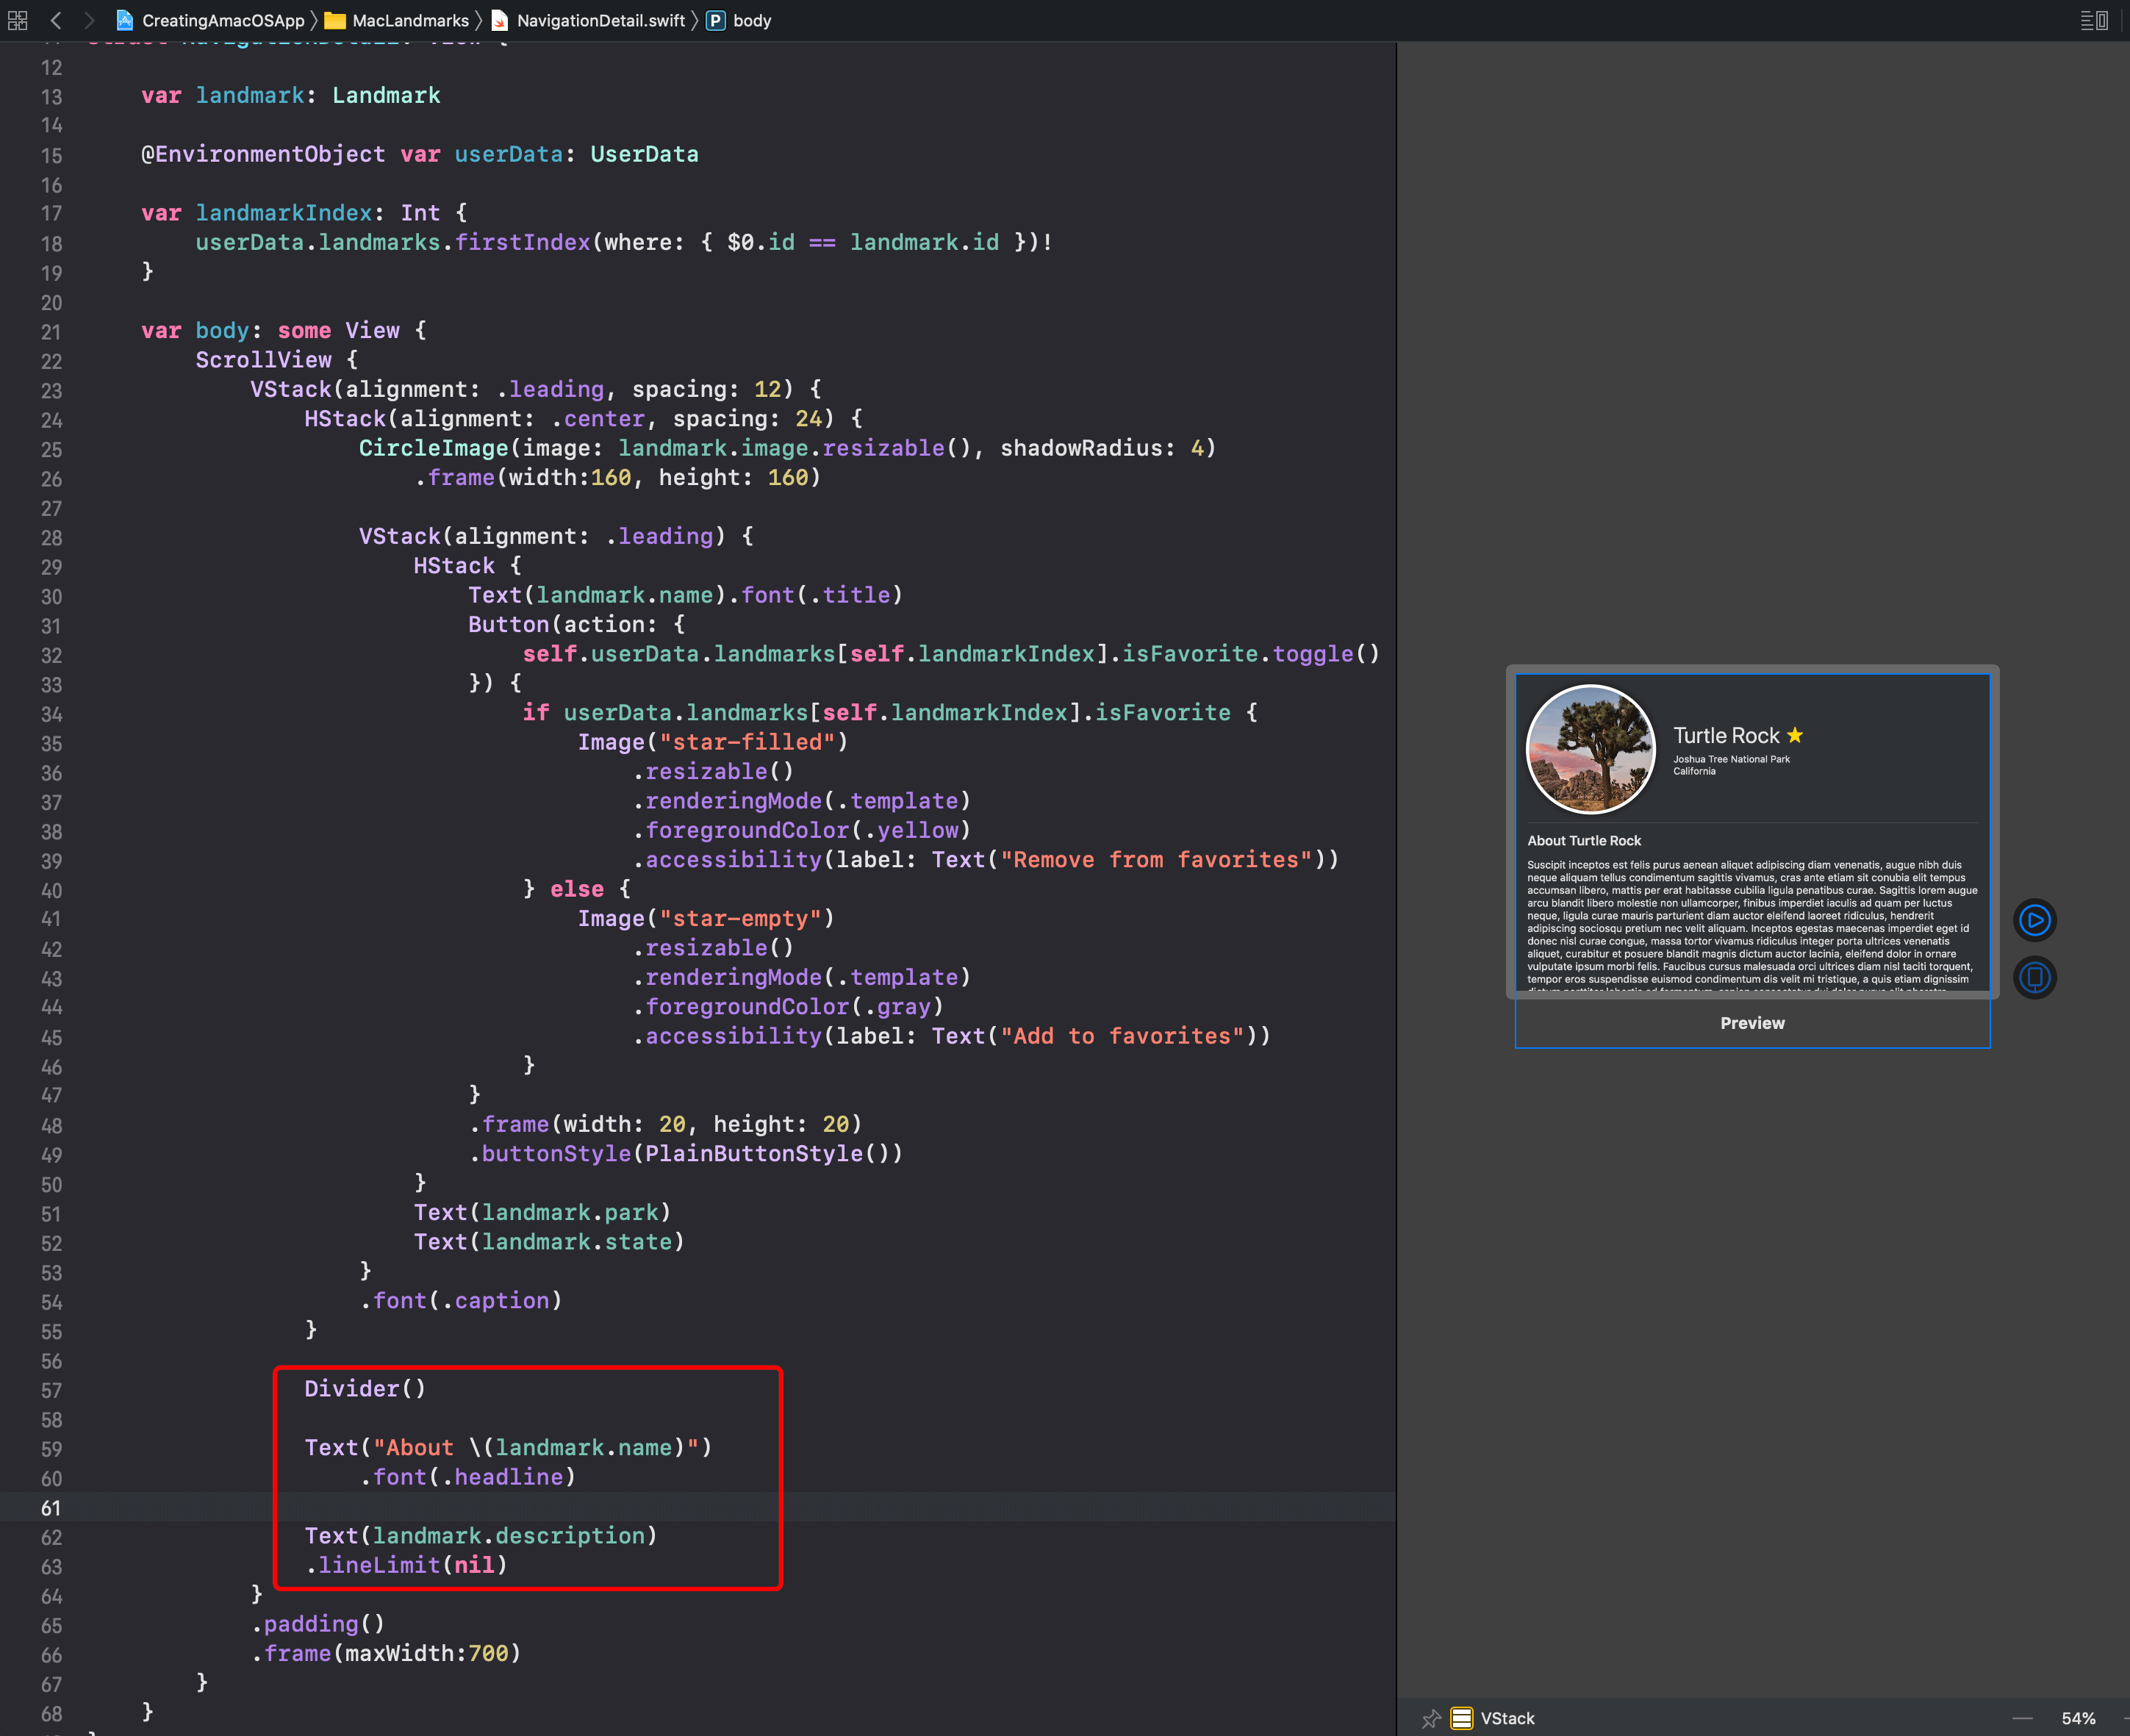 CreatingAmacOSApp MacLandmarks NavigationDetail.swift P body
12
13 var landmark: Landmark
14
15 @EnvironmentObject var userData: UserData
16
17 var landmarkIndex: Int {
18 userData.landmarks.firstIndex(where: { $0.id == landmark.id })!
19 }
20
21 var body: some View {
22 ScrollView {
23 VStack(alignment: .leading, spacing: 12) {
24 HStack(alignment: .center, spacing: 24) {
25 CircleImage(image: landmark.image.resizable(), shadowRadius: 4)
26 .frame(width:160, height: 160)
27
28 VStack(alignment: .leading) {
29 HStack {
30 Text(landmark.name).font(.title)
31 Button(action: {
32 self.userData.landmarks[self.landmarkIndex].isFavorite.toggle()
33 }) {
34 if userData.landmarks[self.landmarkIndex].isFavorite {
35 Image("star-filled")
36 .resizable()
37 .renderingMode(.template)
38 .foregroundColor(.yellow)
39 .accessibility(label: Text("Remove from favorites"))
40 } else {
41 Image("star-empty")
42 .resizable()
43 .renderingMode(.template)
44 .foregroundColor(.gray)
45 .accessibility(label: Text("Add to favorites"))
46 }
47 }
48 .frame(width: 20, height: 20)
49 .buttonStyle(PlainButtonStyle())
50 }
51 Text(landmark.park)
52 Text(landmark.state)
53 }
54 .font(.caption)
55 }
56
57 Divider()
58
59 Text("About \(landmark.name)")
60 .font(.headline)
61
62 Text(landmark.description)
63 .lineLimit(nil)
64 }
65 .padding()
66 .frame(maxWidth:700)
67 }
68 }
Turtle Rock
Joshua Tree National Park
California
About Turtle Rock
Suscipit inceptos est felis purus aenean aliquet adipiscing diam venenatis, augue nibh duis
neque aliquam tellus condimentum sagittis vivamus, cras ante etiam sit conubia elit tempus
accumsan libero, mattis per erat habitasse cubilia ligula penatibus curae. Sagittis lorem augue
arcu blandit libero molestie non ullamcorper, finibus imperdiet iaculis ad quam per luctus
neque, ligula curae mauris parturient diam auctor eleifend laoreet ridiculus, hendrerit
adipiscing sociosqu pretium nec velit aliquam. Inceptos egestas maecenas imperdiet eget id
donec nisl curae congue, massa tortor vivamus ridiculus integer porta ultrices venenatis
aliquet, curabitur et posuere blandit magnis dictum auctor lacinia, eleifend dolor in ornare
vulputate ipsum morbi felis. Faucibus cursus malesuada orci ultrices diam nisl taciti torquent,
tempor eros suspendisse euismod condimentum dis velit mi tristique, a quis etiam dignissim
Preview
VStack
54%